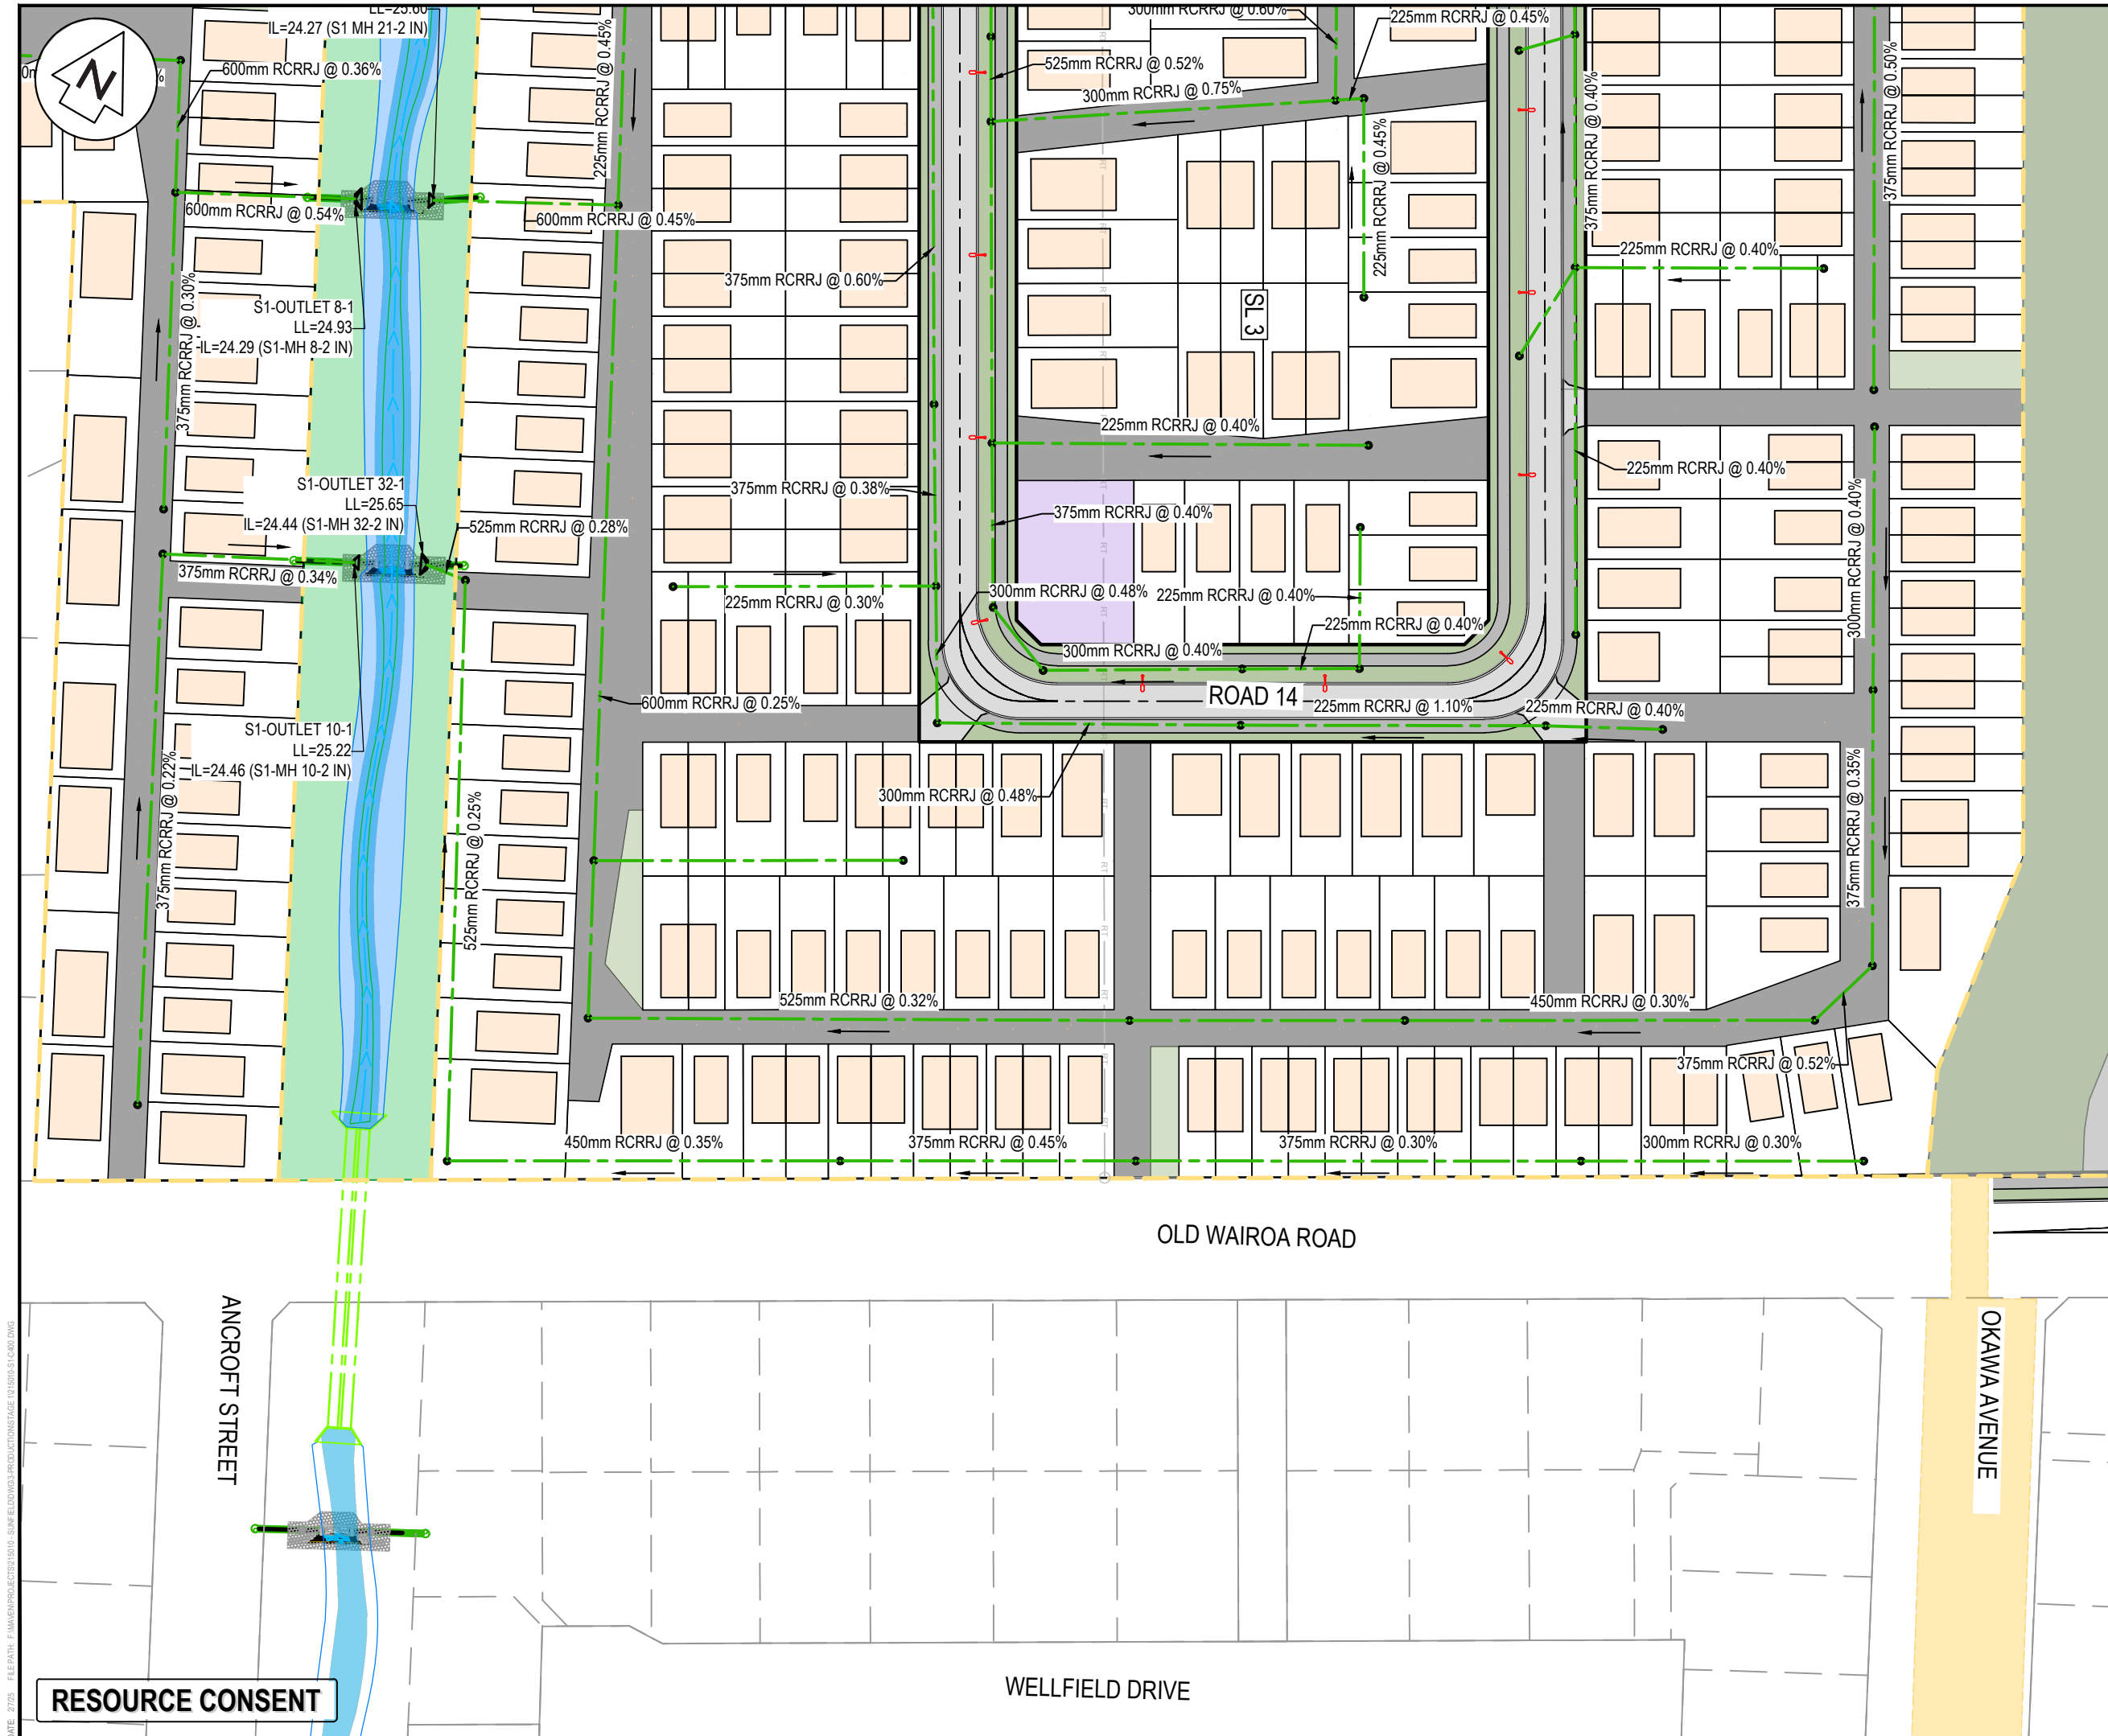 LL=25.60
IL=24.27 (S1 MH 21-2 IN)
N
600mm RCRRJ @ 0.36%
225mm RCRRJ @ 0.45%
300mm RCRRJ @ 0.60%
225mm RCRRJ @ 0.45%
525mm RCRRJ @ 0.52%
300mm RCRRJ @ 0.75%
375mm RCRRJ @ 0.40%
375mm RCRRJ @ 0.50%
225mm RCRRJ @ 0.45%
600mm RCRRJ @ 0.54%
600mm RCRRJ @ 0.45%
225mm RCRRJ @ 0.40%
375mm RCRRJ @ 0.60%
375mm RCRRJ @ 0.30%
S1-OUTLET 8-1
LL=24.93
IL=24.29 (S1-MH 8-2 IN)
SL 3
225mm RCRRJ @ 0.40%
225mm RCRRJ @ 0.40%
375mm RCRRJ @ 0.38%
S1-OUTLET 32-1
LL=25.65
IL=24.44 (S1-MH 32-2 IN)
525mm RCRRJ @ 0.28%
375mm RCRRJ @ 0.40%
300mm RCRRJ @ 0.40%
375mm RCRRJ @ 0.34%
225mm RCRRJ @ 0.30%
300mm RCRRJ @ 0.48%
225mm RCRRJ @ 0.40%
225mm RCRRJ @ 0.40%
300mm RCRRJ @ 0.40%
600mm RCRRJ @ 0.25%
ROAD 14
225mm RCRRJ @ 1.10%
225mm RCRRJ @ 0.40%
S1-OUTLET 10-1
LL=25.22
IL=24.46 (S1-MH 10-2 IN)
375mm RCRRJ @ 0.22%
300mm RCRRJ @ 0.48%
525mm RCRRJ @ 0.25%
375mm RCRRJ @ 0.35%
525mm RCRRJ @ 0.32%
450mm RCRRJ @ 0.30%
375mm RCRRJ @ 0.52%
450mm RCRRJ @ 0.35%
375mm RCRRJ @ 0.45%
375mm RCRRJ @ 0.30%
300mm RCRRJ @ 0.30%
OLD WAIROA ROAD
ANCROFT STREET
OKAWA AVENUE
WELLFIELD DRIVE
RESOURCE CONSENT